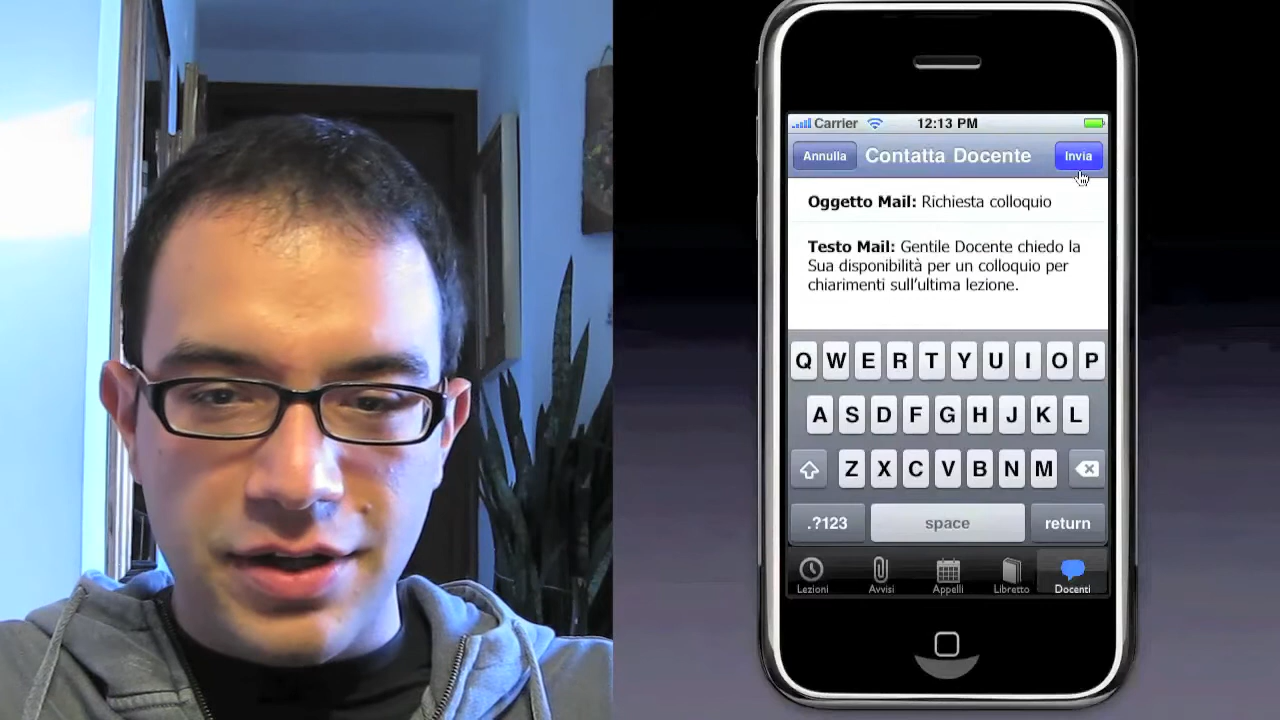 Carrier 12:13 PM
Annulla Contatta Docente Invia
Oggetto Mail: Richiesta colloquio
Testo Mail: Gentile Docente chiedo la
Sua disponibilità per un colloquio per
chiarimenti sull'ultima lezione.
Q W E R T Y U I O P
A S D F G H J K L
Z X C V B N M
.?123 space return
Lezioni Avvisi Appelli Libretto Docenti